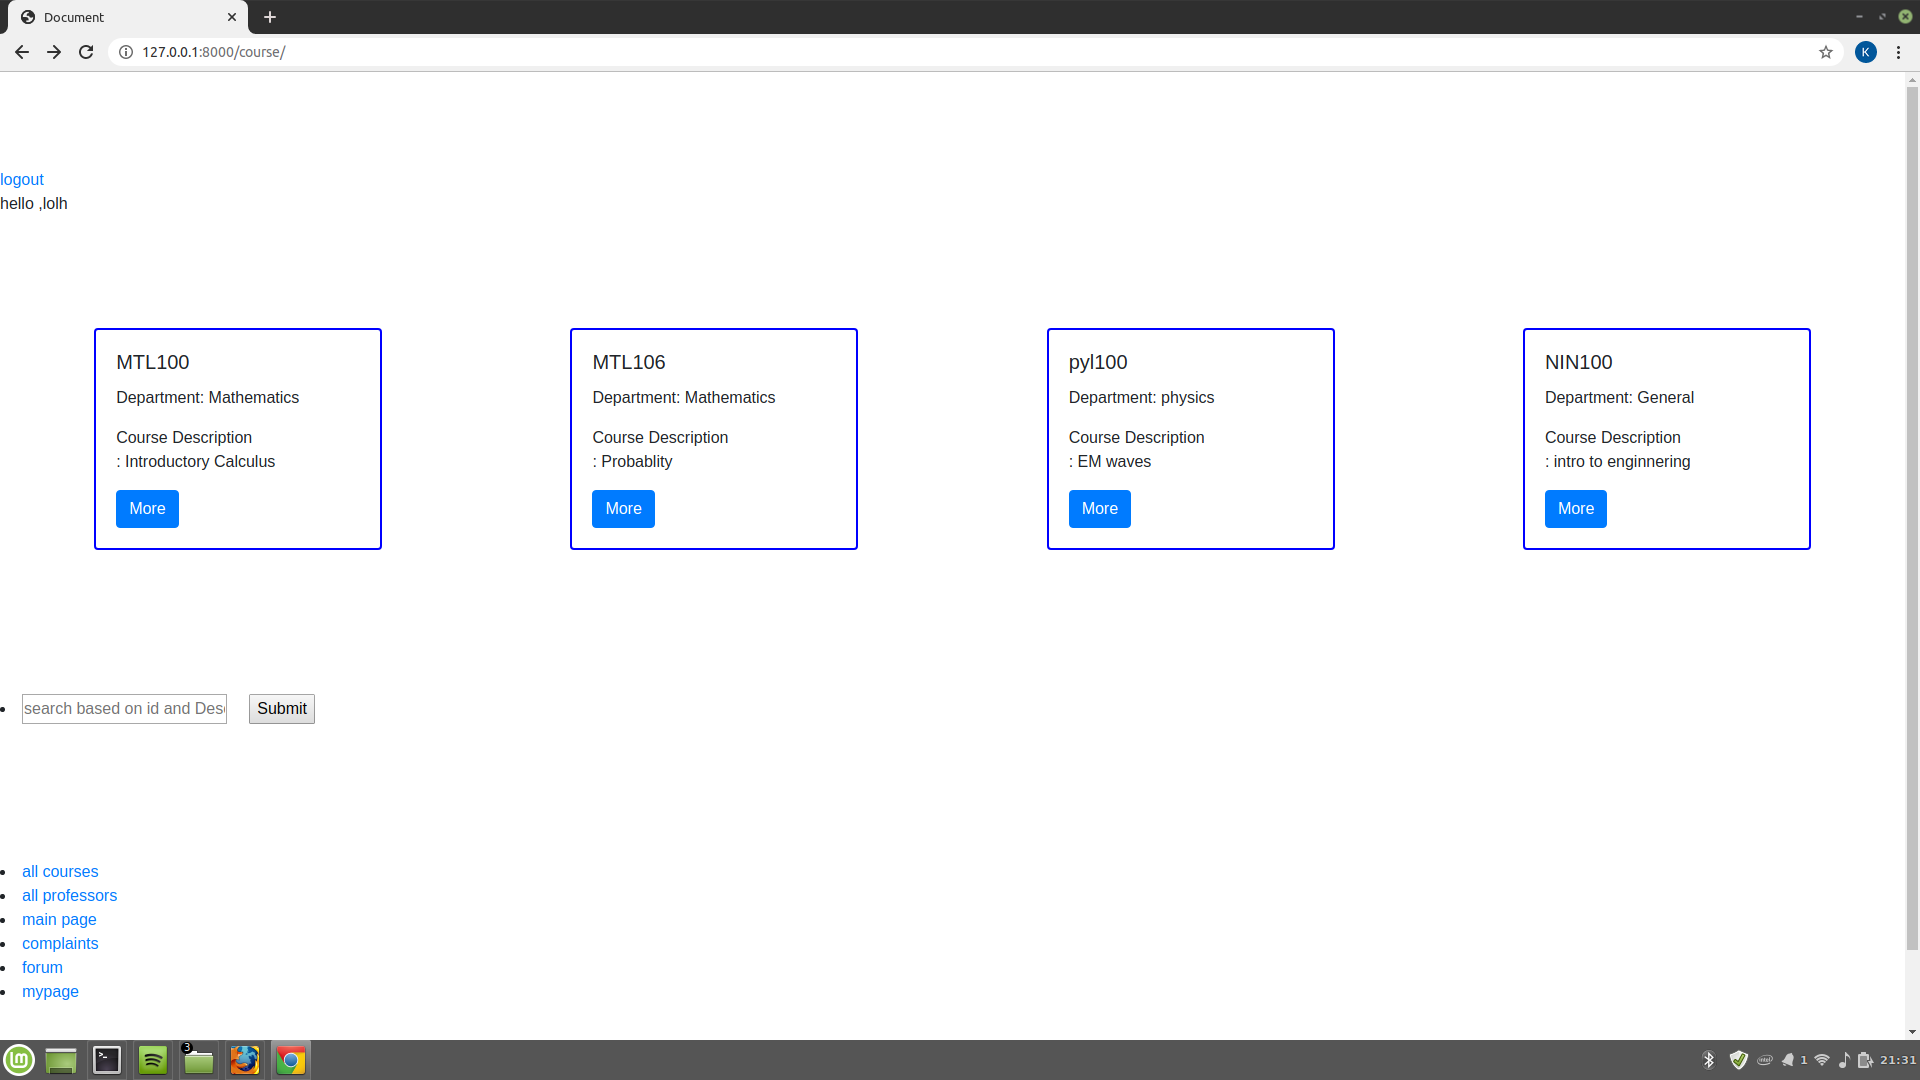 Document
127.0.0.1:8000/course/
K
logout
hello ,lolh
MTL100
Department: Mathematics
Course Description
: Introductory Calculus
More
MTL106
Department: Mathematics
Course Description
: Probablity
More
pyl100
Department: physics
Course Description
: EM waves
More
NIN100
Department: General
Course Description
: intro to enginnering
More
search based on id and Des
Submit
all courses
all professors
main page
complaints
forum
mypage
3
intel
1
21:31